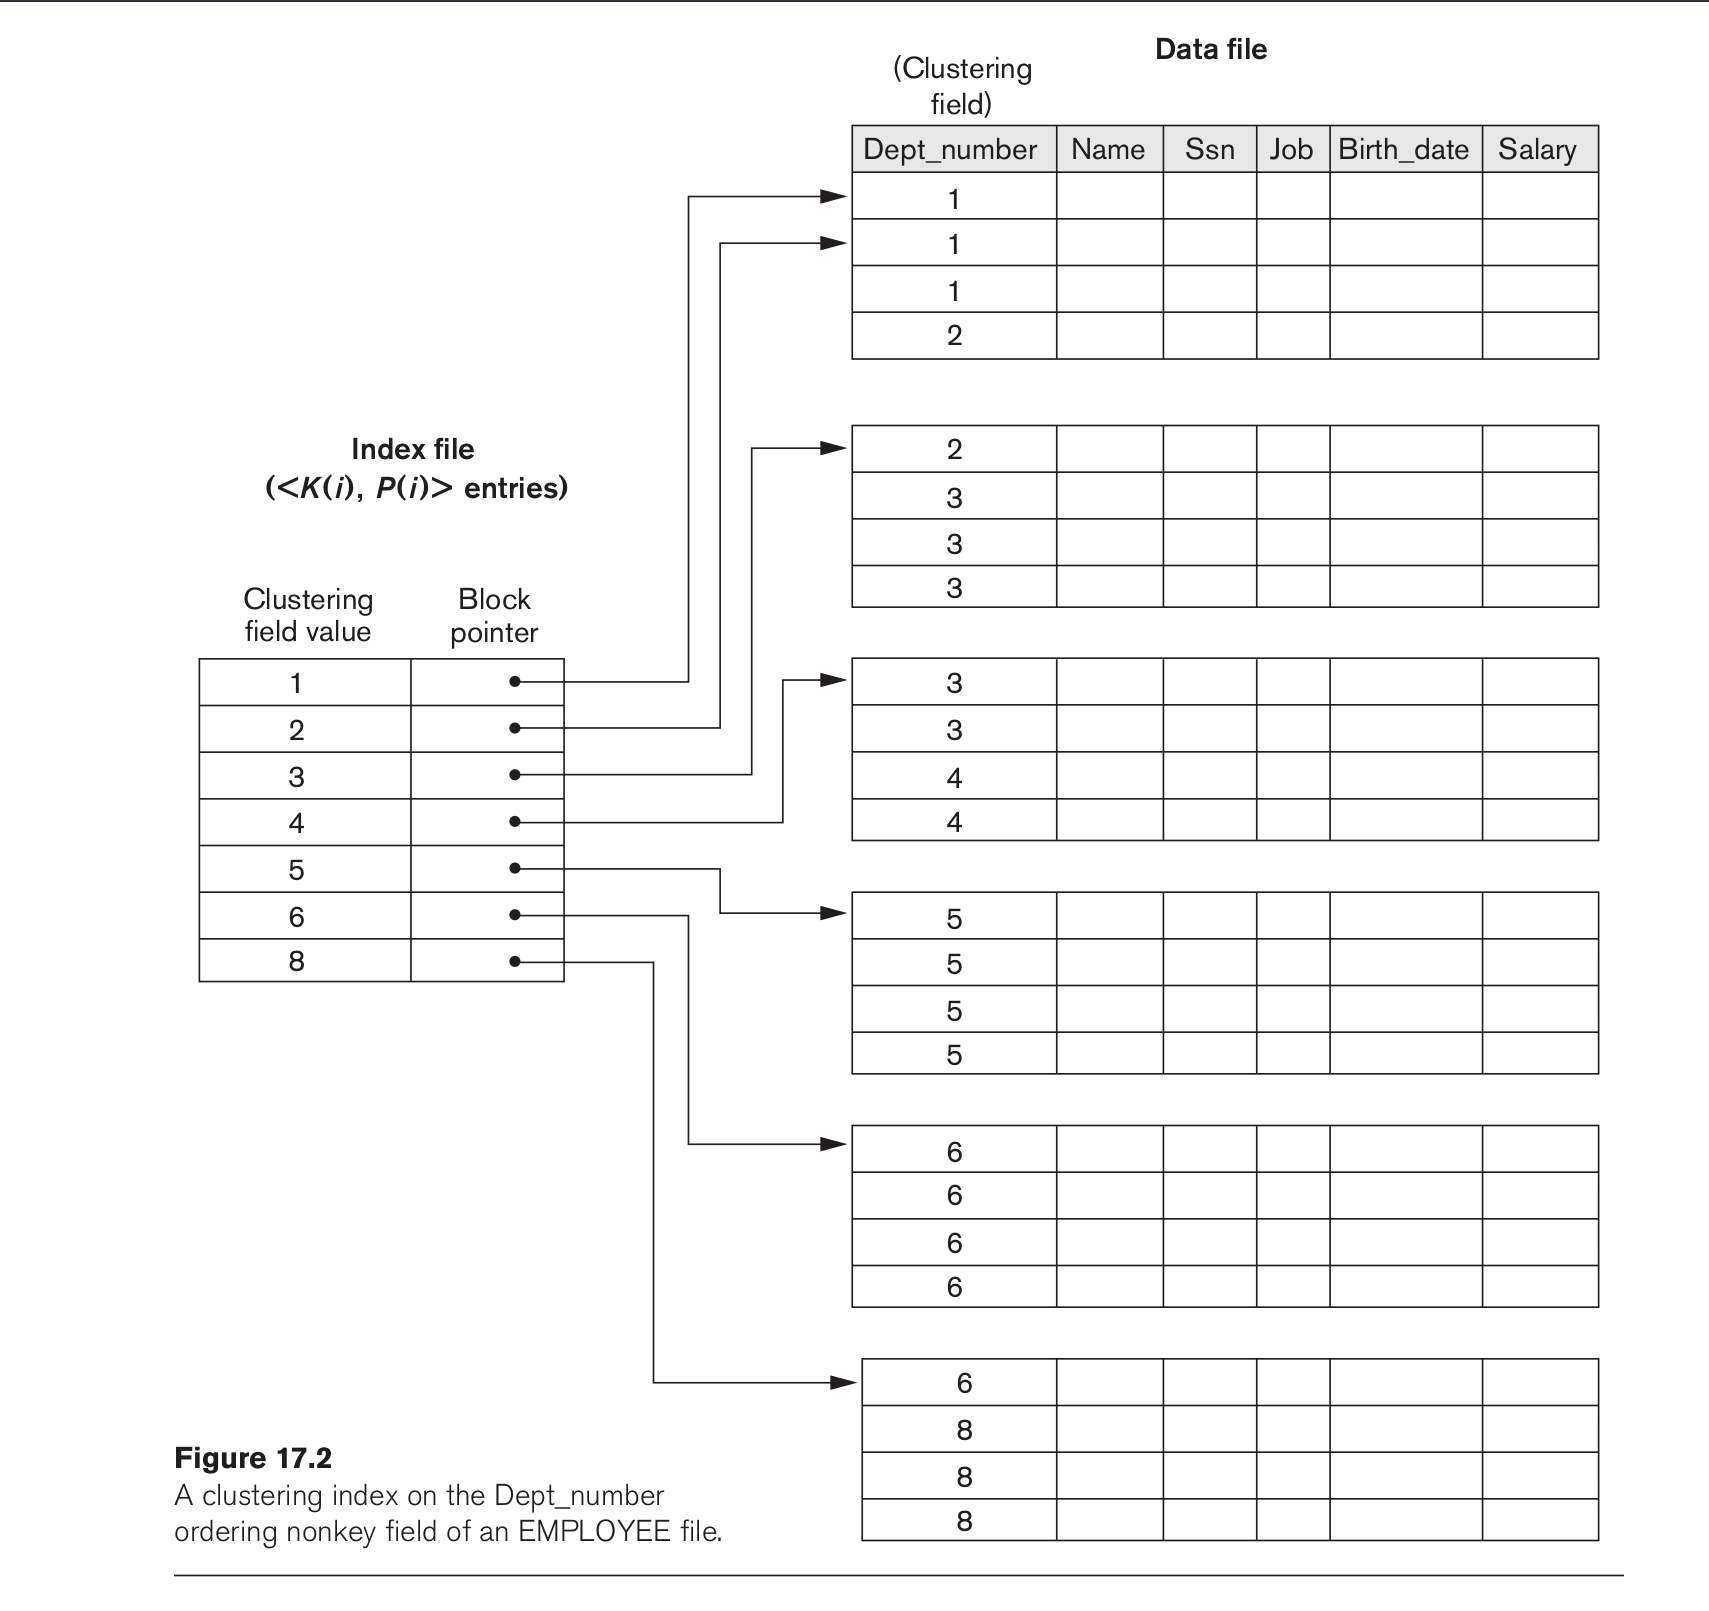 Data file
(Clustering
field)
Dept_number Name Ssn Job Birth_date Salary
1
1
1
2
2
3
3
3
3
3
4
4
5
5
5
5
6
6
6
6
6
8
8
8
Index file
(<K(i), P(i)> entries)
Clustering
field value
Block
pointer
1
2
3
4
5
6
8
Figure 17.2
A clustering index on the Dept_number
ordering nonkey field of an EMPLOYEE file.